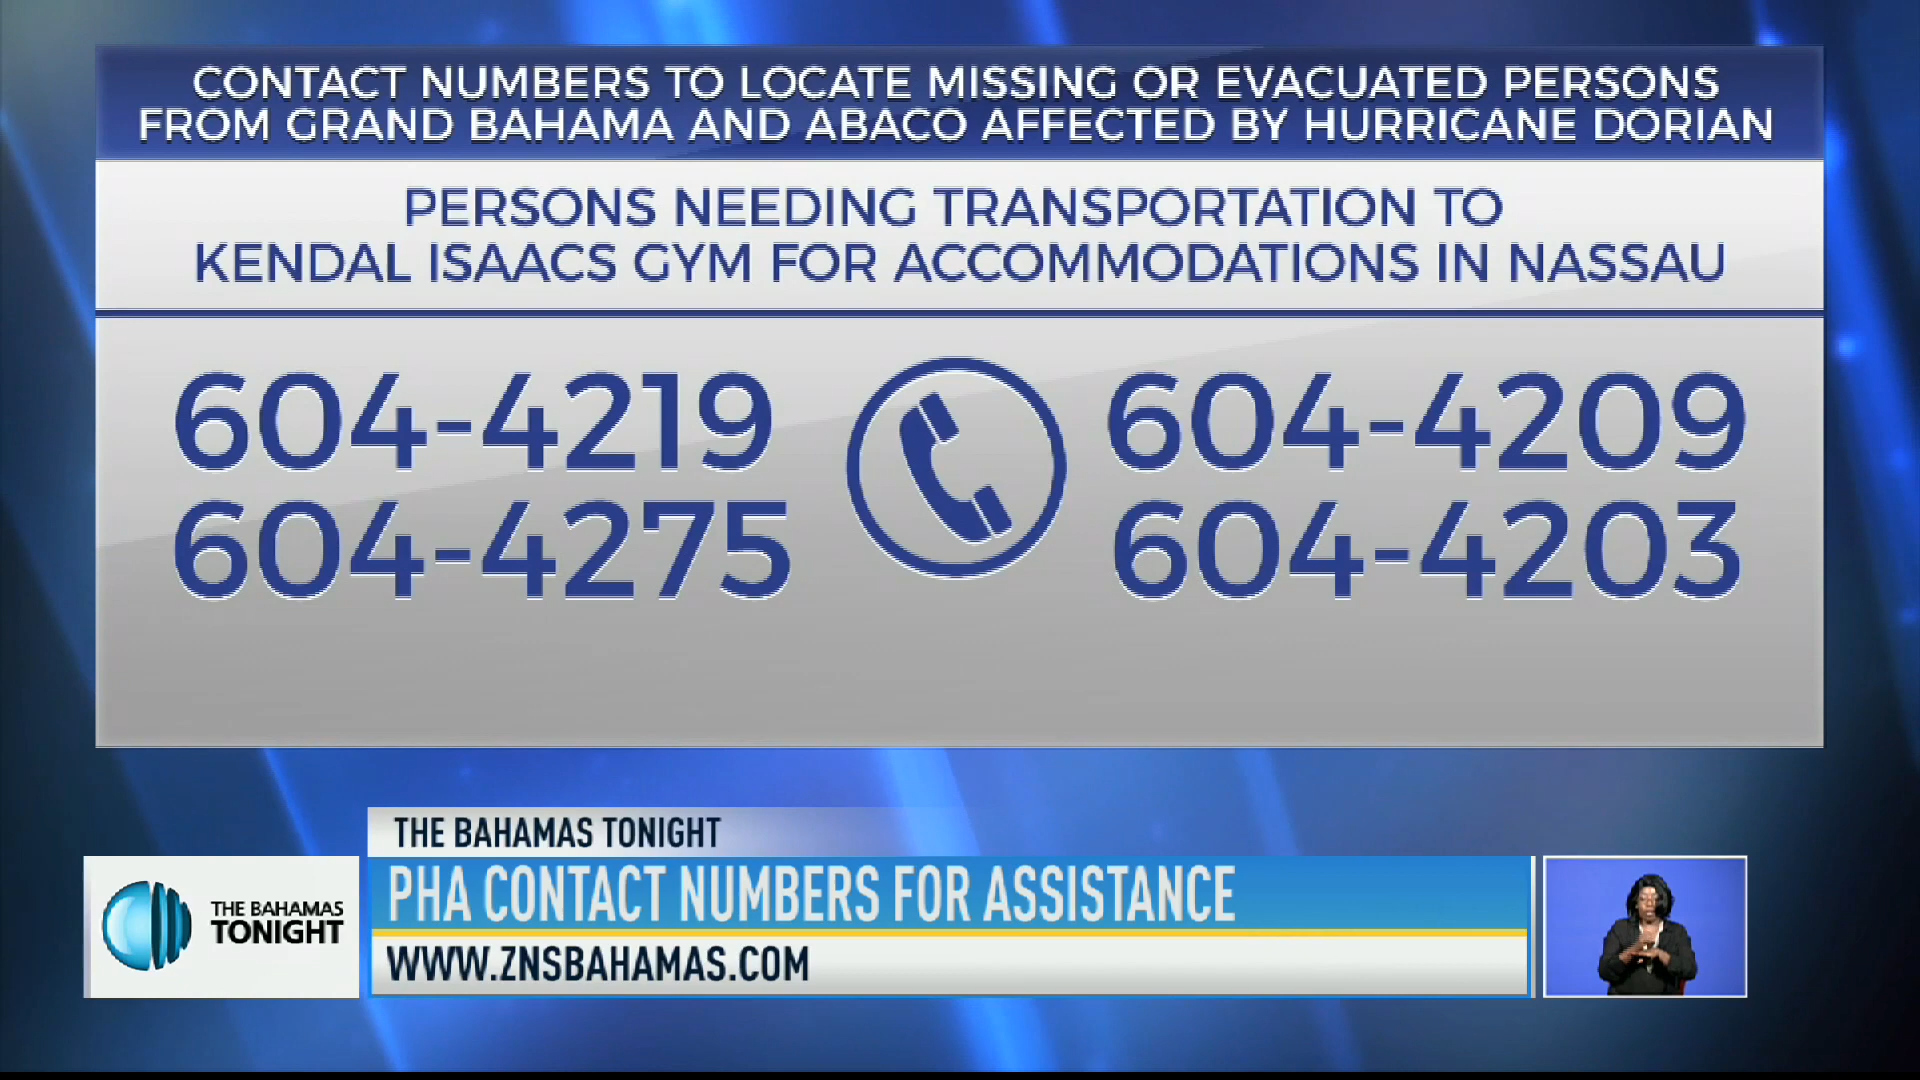 CONTACT NUMBERS TO LOCATE MISSING OR EVACUATED PERSONS
FROM GRAND BAHAMA AND ABACO AFFECTED BY HURRICANE DORIAN
PERSONS NEEDING TRANSPORTATION TO
KENDAL ISAACS GYM FOR ACCOMMODATIONS IN NASSAU
604-4219
604-4209
604-4275
604-4203
THE BAHAMAS TONIGHT
PHA CONTACT NUMBERS FOR ASSISTANCE
WWW.ZNSBAHAMAS.COM
THE BAHAMAS
TONIGHT